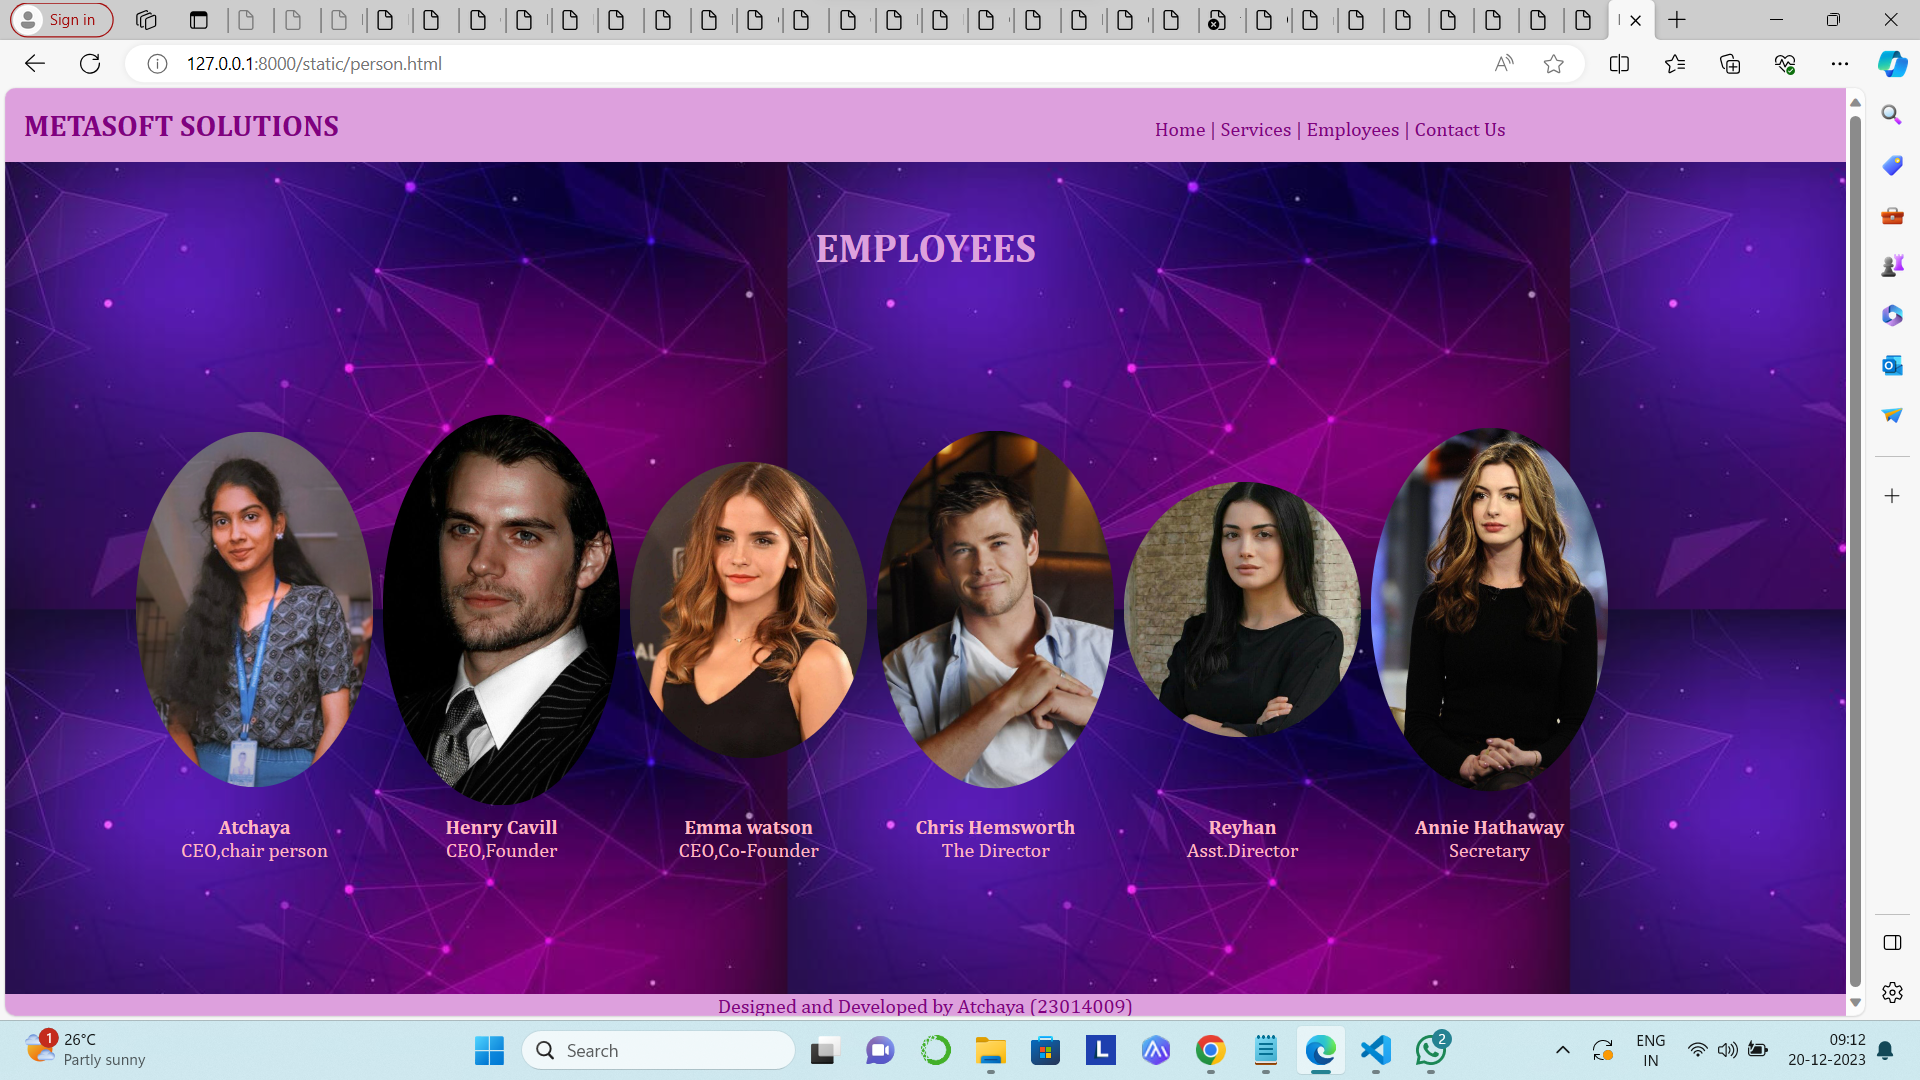 Sign in
127.0.0.1:8000/static/person.html
METASOFT SOLUTIONS
Home | Services | Employees | Contact Us
EMPLOYEES
Atchaya
CEO,chair person
Henry Cavill
CEO,Founder
Emma watson
CEO,Co-Founder
Chris Hemsworth
The Director
Reyhan
Asst.Director
Annie Hathaway
Secretary
Designed and Developed by Atchaya (23014009)
1
26°C
Partly sunny
Search
L
2
ENG
IN
09:12
20-12-2023